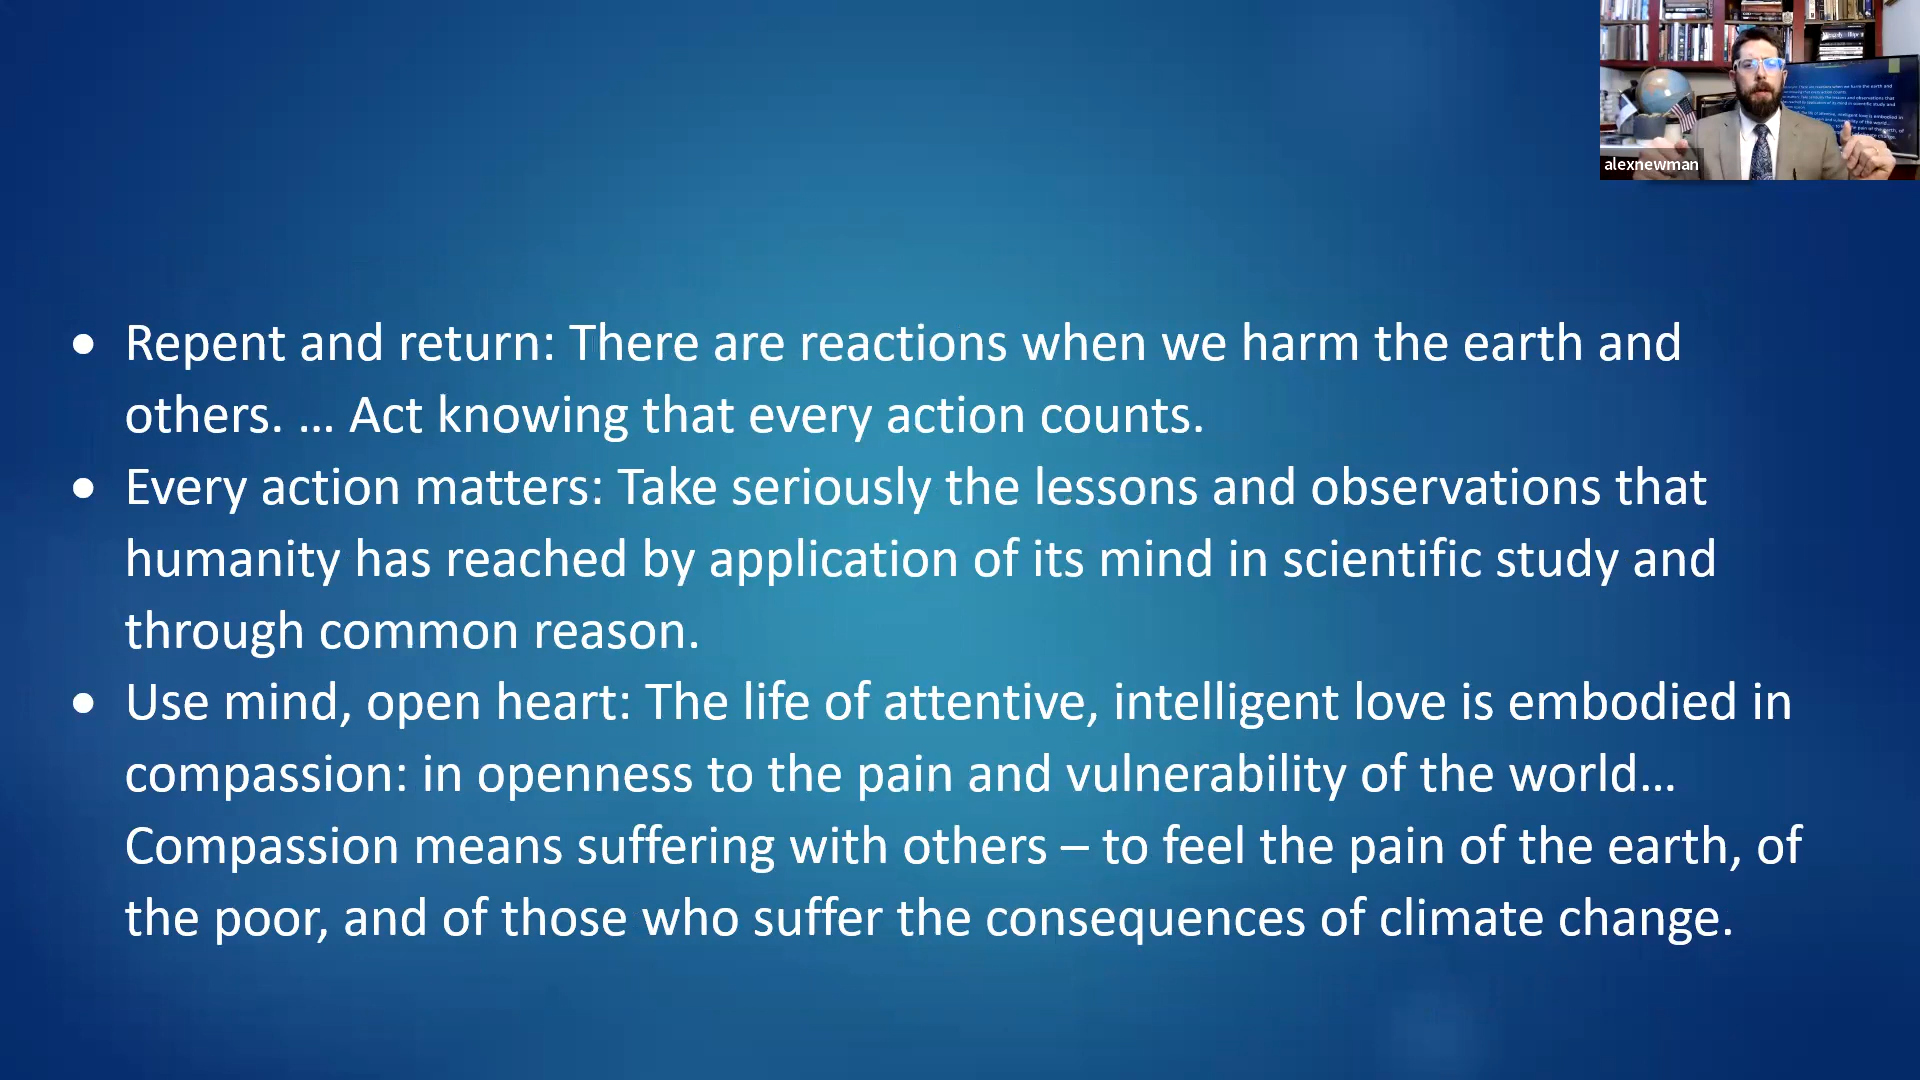 alexnewman
• Repent and return: There are reactions when we harm the earth and
others. ... Act knowing that every action counts.
• Every action matters: Take seriously the lessons and observations that
humanity has reached by application of its mind in scientific study and
through common reason.
• Use mind, open heart: The life of attentive, intelligent love is embodied in
compassion: in openness to the pain and vulnerability of the world...
Compassion means suffering with others – to feel the pain of the earth, of
the poor, and of those who suffer the consequences of climate change.